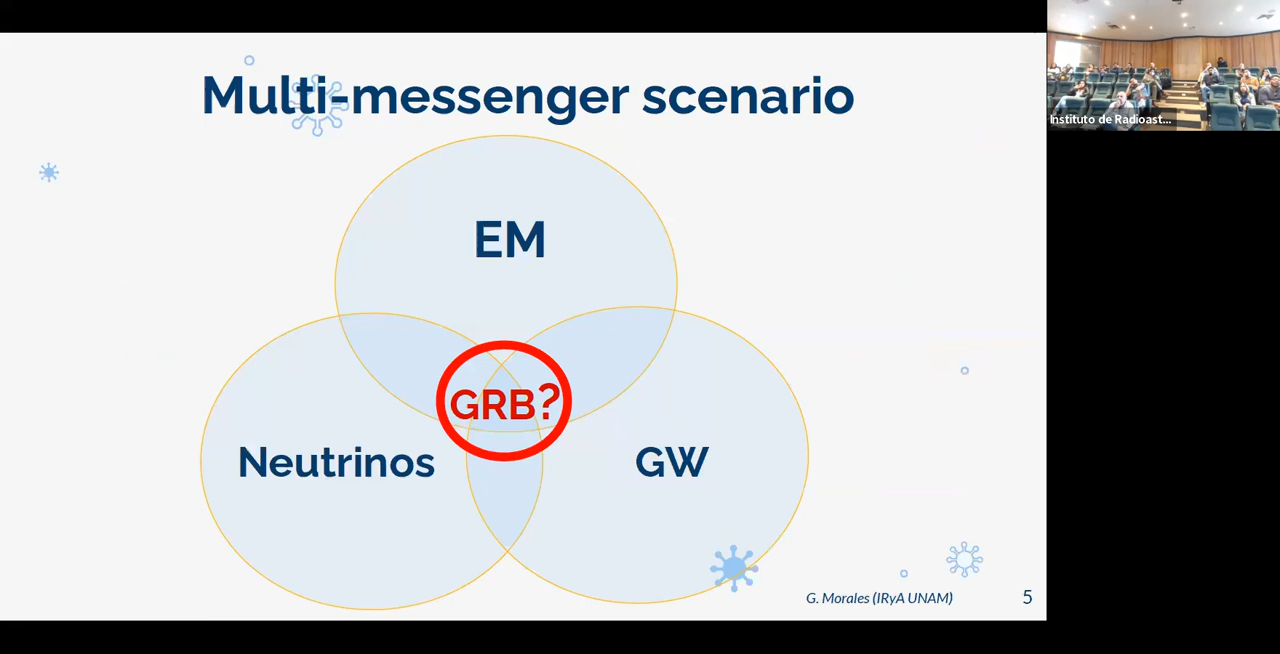 Multi-messenger scenario
Instituto de Radioast...
EM
GRB?
Neutrinos
GW
G. Morales (IRyA UNAM)
5